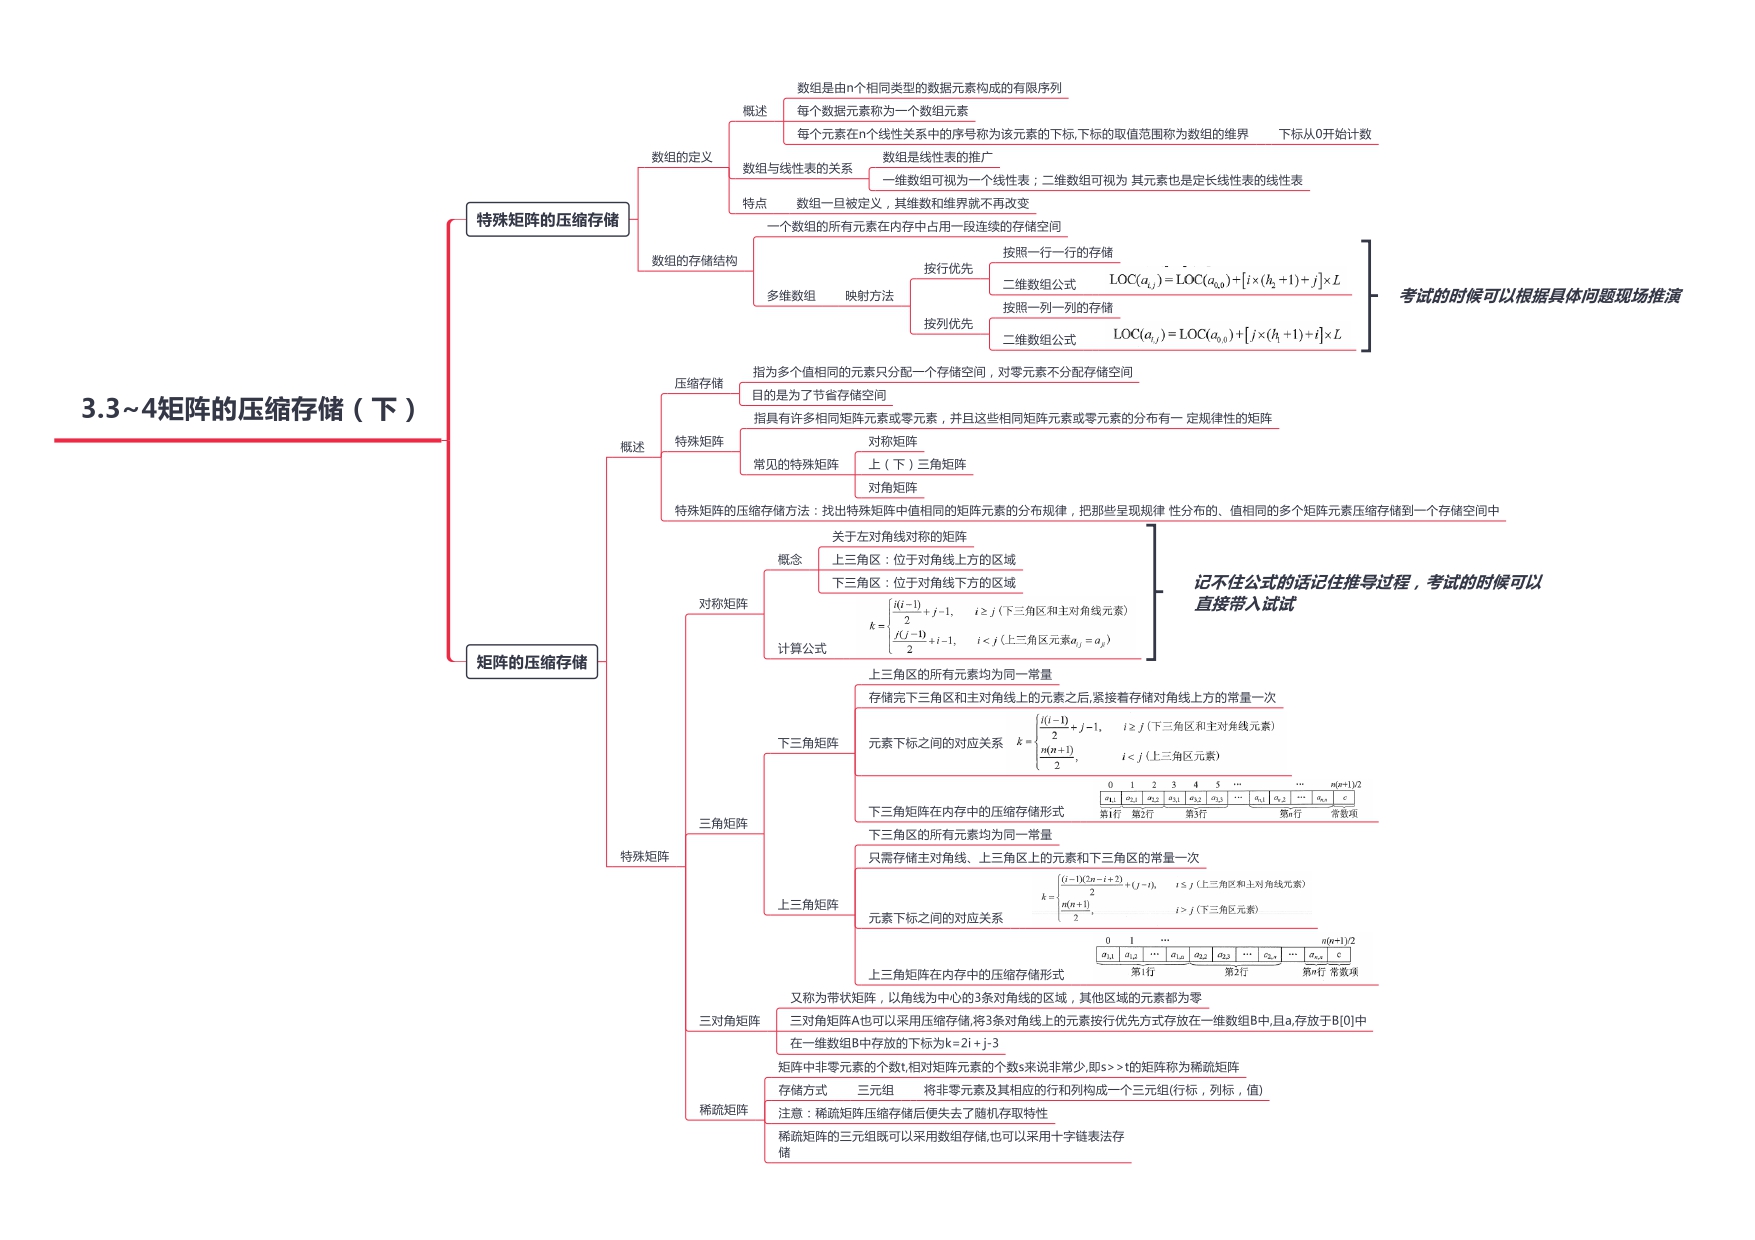 3.3~4矩阵的压缩存储（下）
特殊矩阵的压缩存储
数组的定义
概述
数组是由n个相同类型的数据元素构成的有限序列
每个数据元素称为一个数组元素
每个元素在n个线性关系中的序号称为该元素的下标,下标的取值范围称为数组的维界
下标从0开始计数
数组与线性表的关系
数组是线性表的推广
一维数组可视为一个线性表；二维数组可视为 其元素也是定长线性表的线性表
特点
数组一旦被定义，其维数和维界就不再改变
数组的存储结构
一个数组的所有元素在内存中占用一段连续的存储空间
多维数组
映射方法
按行优先
按照一行一行的存储
二维数组公式
LOC(a_{i,j})=LOC(a_{0,0})+[i×(h_2+1)+j]×L
按列优先
按照一列一列的存储
二维数组公式
LOC(a_{i,j})=LOC(a_{0,0})+[j×(h_1+1)+i]×L
考试的时候可以根据具体问题现场推演
矩阵的压缩存储
概述
压缩存储
指为多个值相同的元素只分配一个存储空间，对零元素不分配存储空间
目的是为了节省存储空间
特殊矩阵
指具有许多相同矩阵元素或零元素，并且这些相同矩阵元素或零元素的分布有一 定规律性的矩阵
常见的特殊矩阵
对称矩阵
上（下）三角矩阵
对角矩阵
特殊矩阵的压缩存储方法：找出特殊矩阵中值相同的矩阵元素的分布规律，把那些呈现规律 性分布的、值相同的多个矩阵元素压缩存储到一个存储空间中
特殊矩阵
对称矩阵
概念
关于左对角线对称的矩阵
上三角区：位于对角线上方的区域
下三角区：位于对角线下方的区域
计算公式
k={ i(i−1)/2+j−1, i≥j (下三角区和主对角线元素)
j(j−1)/2+i−1, i<j (上三角区元素a_{ij}=a_{ji})
记不住公式的话记住推导过程，考试的时候可以
直接带入试试
三角矩阵
下三角矩阵
上三角区的所有元素均为同一常量
存储完下三角区和主对角线上的元素之后,紧接着存储对角线上方的常量一次
元素下标之间的对应关系
k={ i(i−1)/2+j−1, i≥j (下三角区和主对角线元素)
n(n+1)/2, i<j (上三角区元素)
下三角矩阵在内存中的压缩存储形式
0 1 2 3 4 5 … … n(n+1)/2
a_{1,1} a_{2,1} a_{2,2} a_{3,1} a_{3,2} a_{3,3} … a_{n,1} a_{n,2} … a_{n,n} c
第1行 第2行 第3行 第n行 常数项
上三角矩阵
下三角区的所有元素均为同一常量
只需存储主对角线、上三角区上的元素和下三角区的常量一次
元素下标之间的对应关系
k={ (i−1)(2n−i+2)/2+(j−i), i≤j (上三角区和主对角线元素)
n(n+1)/2, i>j (下三角区元素)
上三角矩阵在内存中的压缩存储形式
0 1 … n(n+1)/2
a_{1,1} a_{1,2} … a_{1,n} a_{2,2} a_{2,3} … c_{2,n} … a_{n,n} c
第1行 第2行 第n行 常数项
三对角矩阵
又称为带状矩阵，以角线为中心的3条对角线的区域，其他区域的元素都为零
三对角矩阵A也可以采用压缩存储,将3条对角线上的元素按行优先方式存放在一维数组B中,且a,存放于B[0]中
在一维数组B中存放的下标为k=2i+j-3
稀疏矩阵
矩阵中非零元素的个数t,相对矩阵元素的个数s来说非常少,即s>>t的矩阵称为稀疏矩阵
存储方式
三元组
将非零元素及其相应的行和列构成一个三元组(行标，列标，值)
注意：稀疏矩阵压缩存储后便失去了随机存取特性
稀疏矩阵的三元组既可以采用数组存储,也可以采用十字链表法存
储